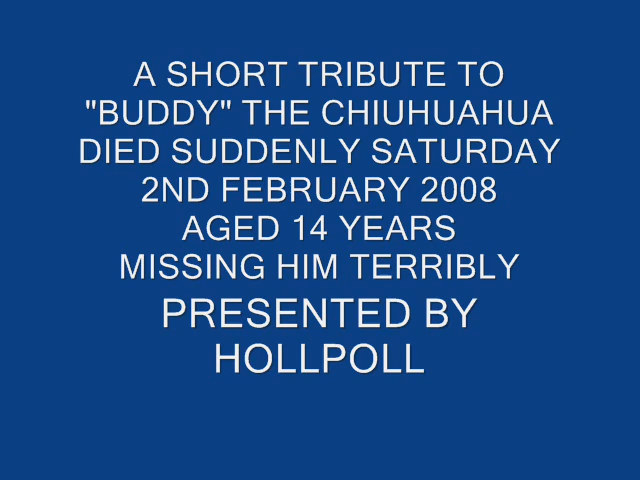 A SHORT TRIBUTE TO
"BUDDY" THE CHIUHUAHUA
DIED SUDDENLY SATURDAY
2ND FEBRUARY 2008
AGED 14 YEARS
MISSING HIM TERRIBLY
PRESENTED BY
HOLLPOLL